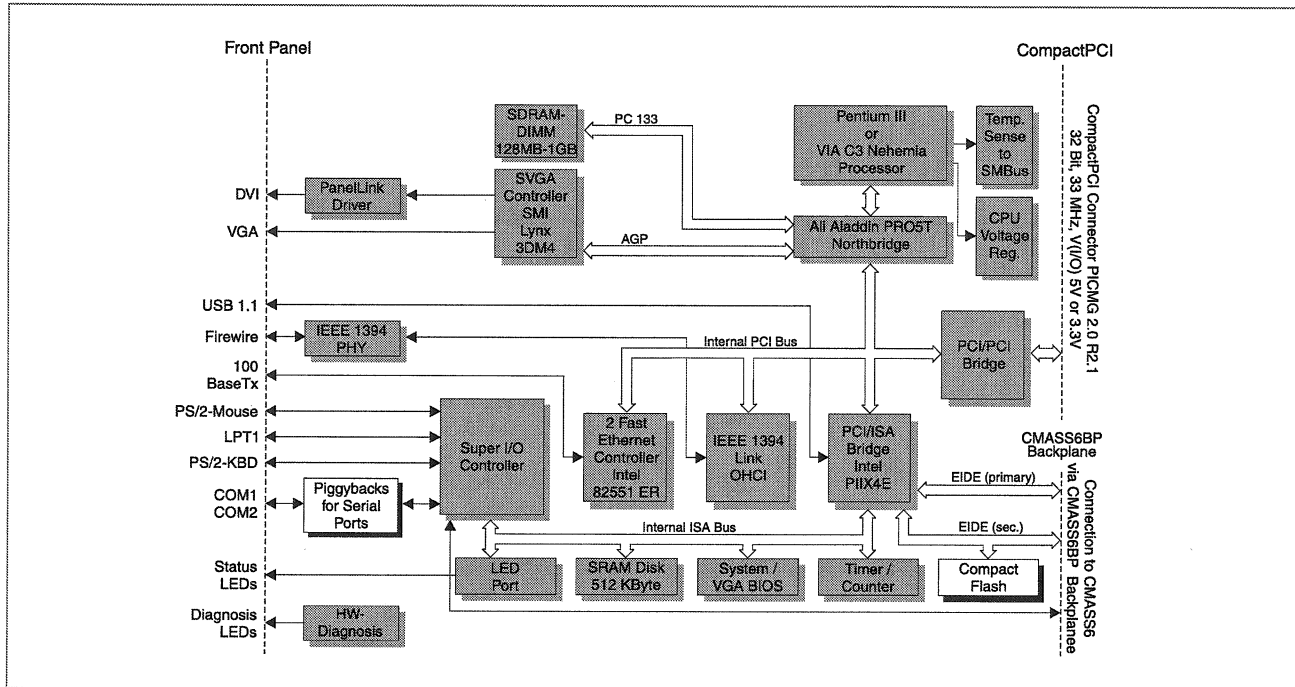 Front Panel
CompactPCI
SDRAM-
DIMM
128MB-1GB
PC 133
Pentium III
or
VIA C3 Nehemia
Processor
Temp.
Sense
to
SMBus
DVI
PanelLink
Driver
SVGA
Controller
SMI
Lynx
3DM4
VGA
AGP
Ali Aladdin PRO5T
Northbridge
CPU
Voltage
Reg.
CompactPCI Connector PICMG 2.0 R2.1
32 Bit, 33 MHz, V(I/O) 5V or 3.3V
USB 1.1
Firewire
IEEE 1394
PHY
Internal PCI Bus
PCI/PCI
Bridge
100
BaseTx
PS/2-Mouse
LPT1
PS/2-KBD
Super I/O
Controller
2 Fast
Ethernet
Controller
Intel
82551 ER
IEEE 1394
Link
OHCI
PCI/ISA
Bridge
Intel
PIIX4E
CMASS6BP
Backplane
EIDE (primary)
COM1
COM2
Piggybacks
for Serial
Ports
Internal ISA Bus
EIDE (sec.)
Connection to CMASS6
via CMASS6BP Backplanee
Status
LEDs
LED
Port
SRAM Disk
512 KByte
System /
VGA BIOS
Timer /
Counter
Compact
Flash
Diagnosis
LEDs
HW-
Diagnosis